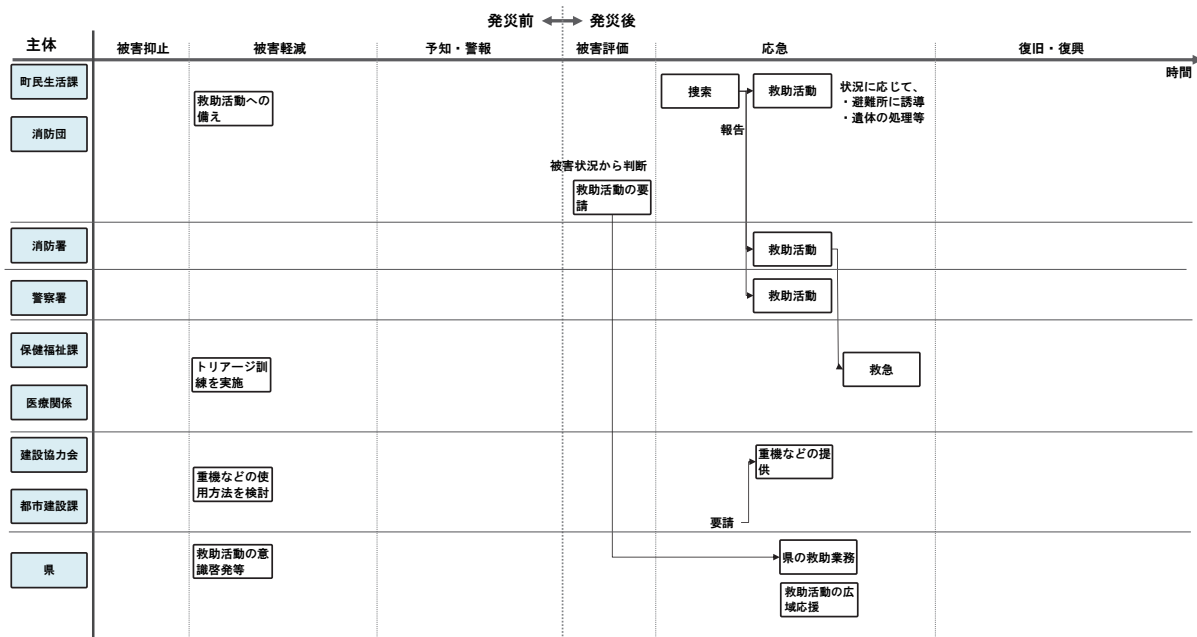 発災前 発災後
主体
被害抑止 被害軽減 予知・警報 被害評価 応急 復旧・復興
時間
町民生活課
消防団
救助活動への
備え
捜索
救助活動
状況に応じて、
・避難所に誘導
・遺体の処理等
報告
被害状況から判断
救助活動の要
請
消防署
救助活動
警察署
救助活動
保健福祉課
医療関係
トリアージ訓
練を実施
救急
建設協力会
都市建設課
重機などの使
用方法を検討
重機などの提
供
要請
県
救助活動の意
識啓発等
県の救助業務
救助活動の広
域応援